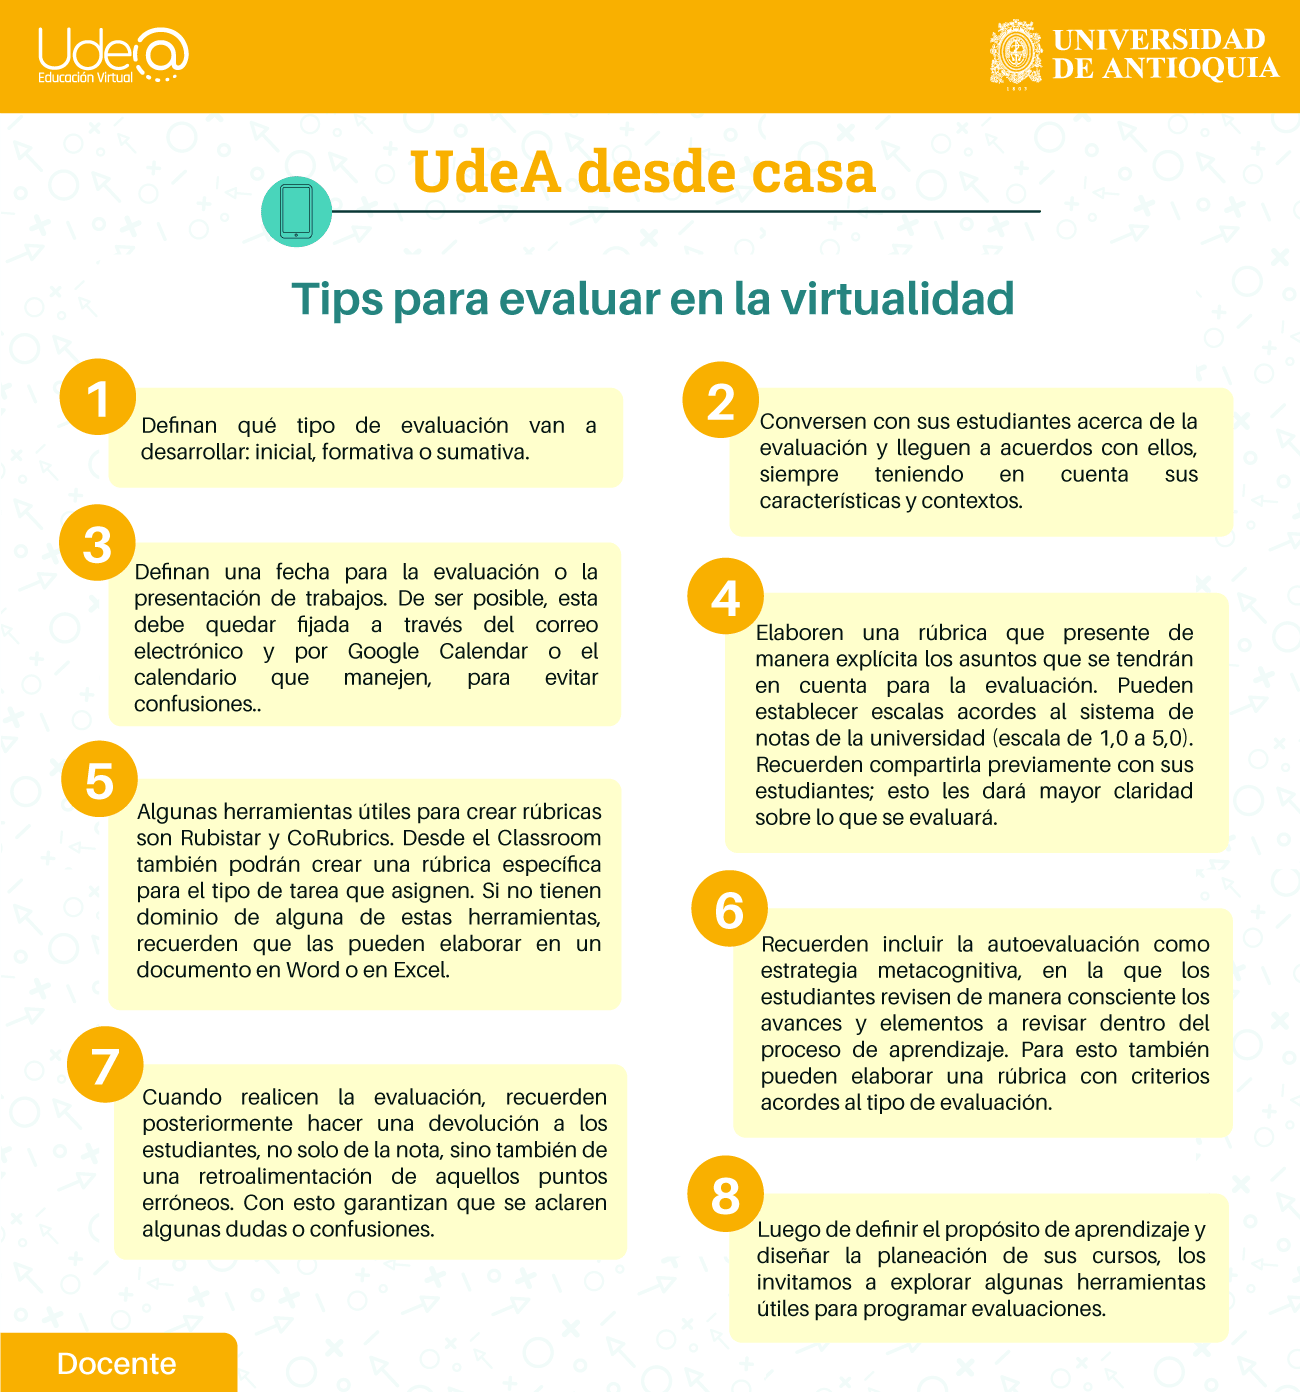 Ude@
Educación Virtual
UNIVERSIDAD
DE ANTIOQUIA
1803
UdeA desde casa
Tips para evaluar en la virtualidad
1
Definan qué tipo de evaluación van a
desarrollar: inicial, formativa o sumativa.
2
Conversen con sus estudiantes acerca de la
evaluación y lleguen a acuerdos con ellos,
siempre teniendo en cuenta sus
características y contextos.
3
Definan una fecha para la evaluación o la
presentación de trabajos. De ser posible, esta
debe quedar fijada a través del correo
electrónico y por Google Calendar o el
calendario que manejen, para evitar
confusiones..
4
Elaboren una rúbrica que presente de
manera explícita los asuntos que se tendrán
en cuenta para la evaluación. Pueden
establecer escalas acordes al sistema de
notas de la universidad (escala de 1,0 a 5,0).
Recuerden compartirla previamente con sus
estudiantes; esto les dará mayor claridad
sobre lo que se evaluará.
5
Algunas herramientas útiles para crear rúbricas
son Rubistar y CoRubrics. Desde el Classroom
también podrán crear una rúbrica específica
para el tipo de tarea que asignen. Si no tienen
dominio de alguna de estas herramientas,
recuerden que las pueden elaborar en un
documento en Word o en Excel.
6
Recuerden incluir la autoevaluación como
estrategia metacognitiva, en la que los
estudiantes revisen de manera consciente los
avances y elementos a revisar dentro del
proceso de aprendizaje. Para esto también
pueden elaborar una rúbrica con criterios
acordes al tipo de evaluación.
7
Cuando realicen la evaluación, recuerden
posteriormente hacer una devolución a los
estudiantes, no solo de la nota, sino también de
una retroalimentación de aquellos puntos
erróneos. Con esto garantizan que se aclaren
algunas dudas o confusiones.
8
Luego de definir el propósito de aprendizaje y
diseñar la planeación de sus cursos, los
invitamos a explorar algunas herramientas
útiles para programar evaluaciones.
Docente